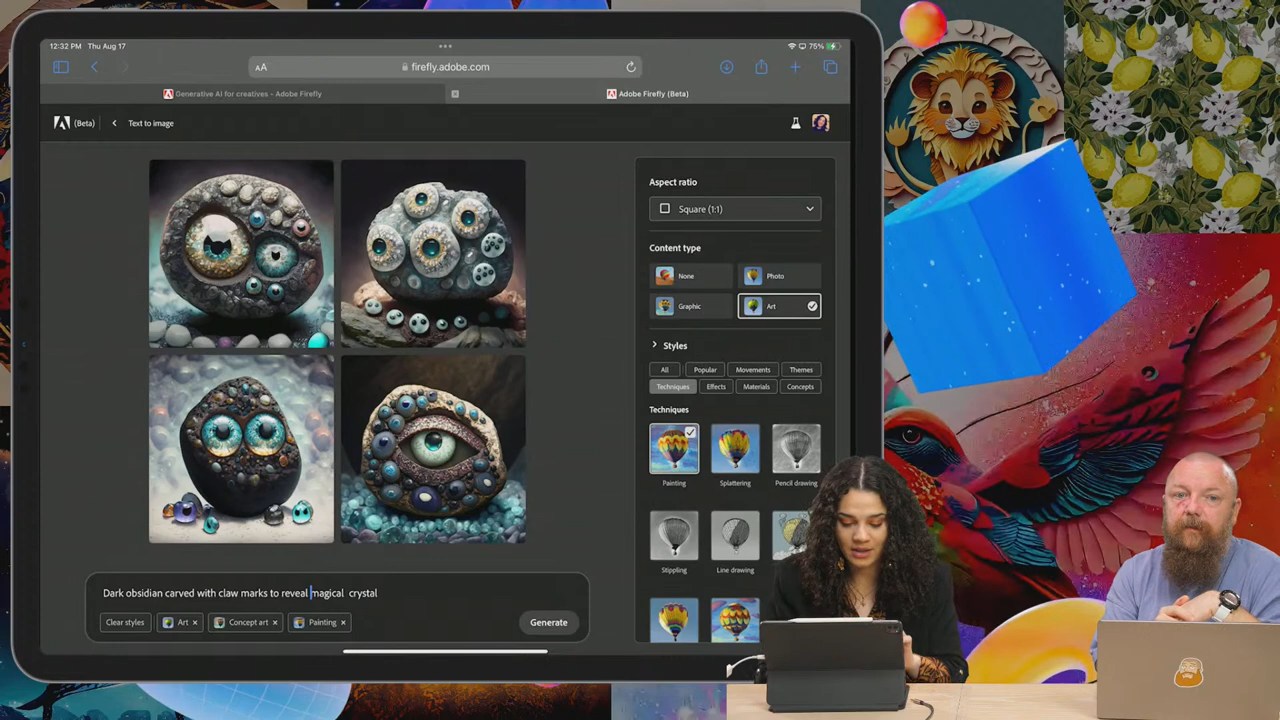 12:32 PM Thu Aug 17
75%
AA
firefly.adobe.com
Generative AI for creatives - Adobe Firefly
Adobe Firefly (Beta)
(Beta)
Text to image
Aspect ratio
Square (1:1)
Content type
None
Photo
Graphic
Art
Styles
All
Popular
Movements
Themes
Techniques
Effects
Materials
Concepts
Techniques
Painting
Splattering
Pencil drawing
Stippling
Line drawing
Dark obsidian carved with claw marks to reveal magical crystal
Clear styles
Art
Concept art
Painting
Generate